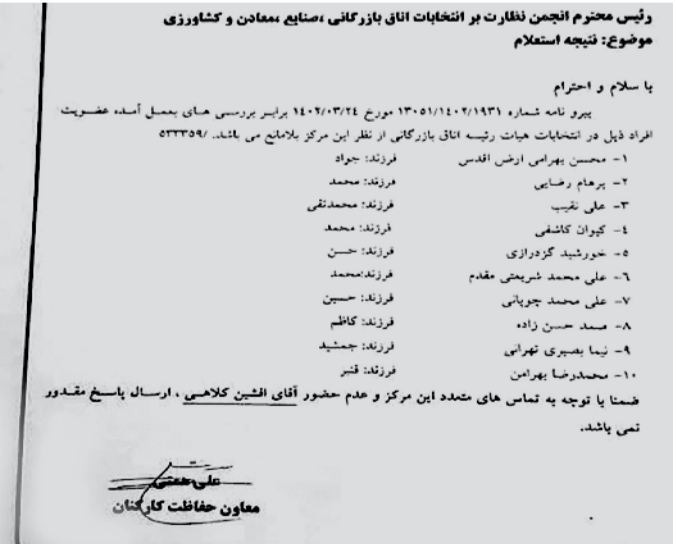 رئیس محترم انجمن نظارت بر انتخابات اتاق بازرگانی ،صنایع ،معادن و کشاورزی
موضوع: نتیجه استعلام
با سلام و احترام
پیرو نامه شماره ۱۳۰۵۱/۱۴۰۲/۱۹۳۱ مورخ ۱۴۰۲/۰۳/۲٤ برابر بررسی های بعمل آمده عضویت
افراد ذیل در انتخابات هیات رئیسه اتاق بازرگانی از نظر این مرکز بلامانع می باشد. /۵۳۳۳۵۹
۱- محسن بهرامی ارض اقدس فرزند: جواد
۲- پرهام رضایی فرزند: محمد
۳- علی نقیب فرزند: محمدتقی
٤- کیوان کاشفی فرزند: محمد
۵- خورشید گزدرازی فرزند: حسن
۶- علی محمد شریعتی مقدم فرزند:محمد
۷- علی محمد چوپانی فرزند: حسین
۸- صمد حسن زاده فرزند: کاظم
۹- نیما بصیری تهرانی فرزند: جمشید
۱۰- محمدرضا بهرامن فرزند: قنبر
ضمنا با توجه به تماس های متعدد این مرکز و عدم حضور آقای افشین کلاهی ، ارسال پاسخ مقدور
نمی باشد.
علی همتی
معاون حفاظت کارکنان